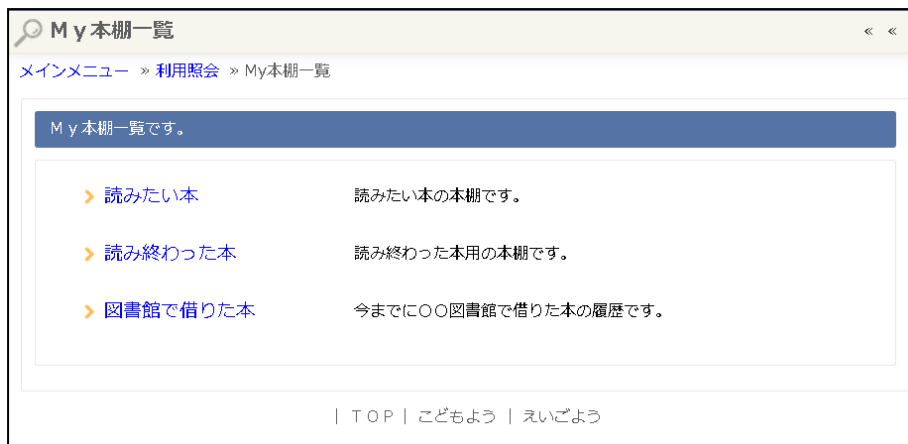 Ｍｙ本棚一覧 « «
メインメニュー » 利用照会 » My本棚一覧
Ｍｙ本棚一覧です。
読みたい本 読みたい本の本棚です。
読み終わった本 読み終わった本用の本棚です。
図書館で借りた本 今までに○○図書館で借りた本の履歴です。
｜ＴＯＰ｜こどもよう｜えいごよう